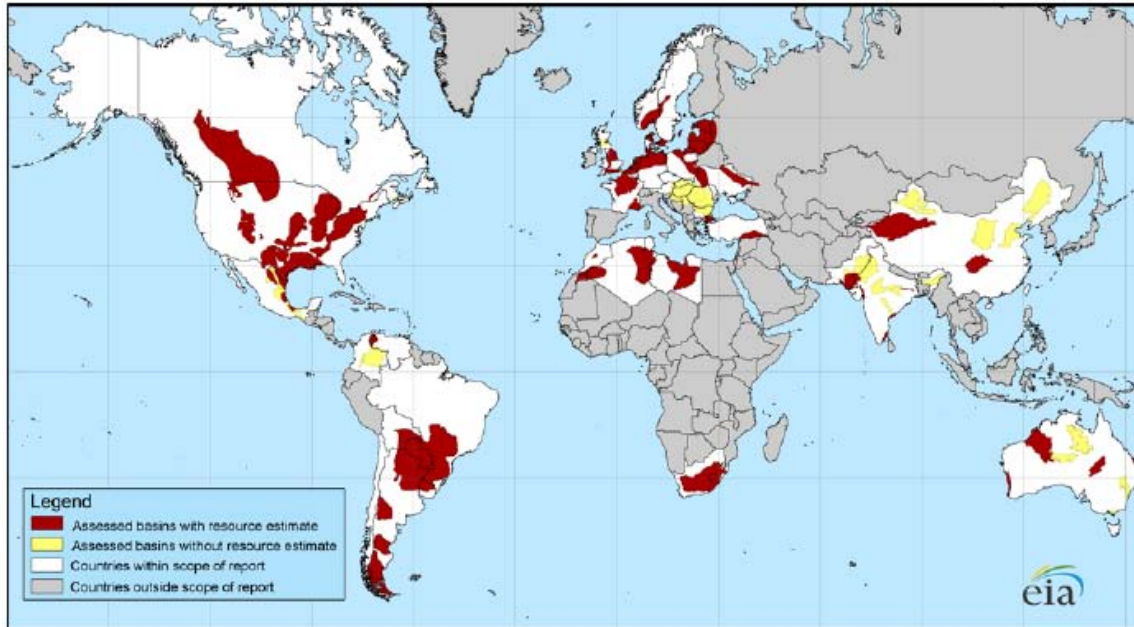 Legend
Assessed basins with resource estimate
Assessed basins without resource estimate
Countries within scope of report
Countries outside scope of report
eia